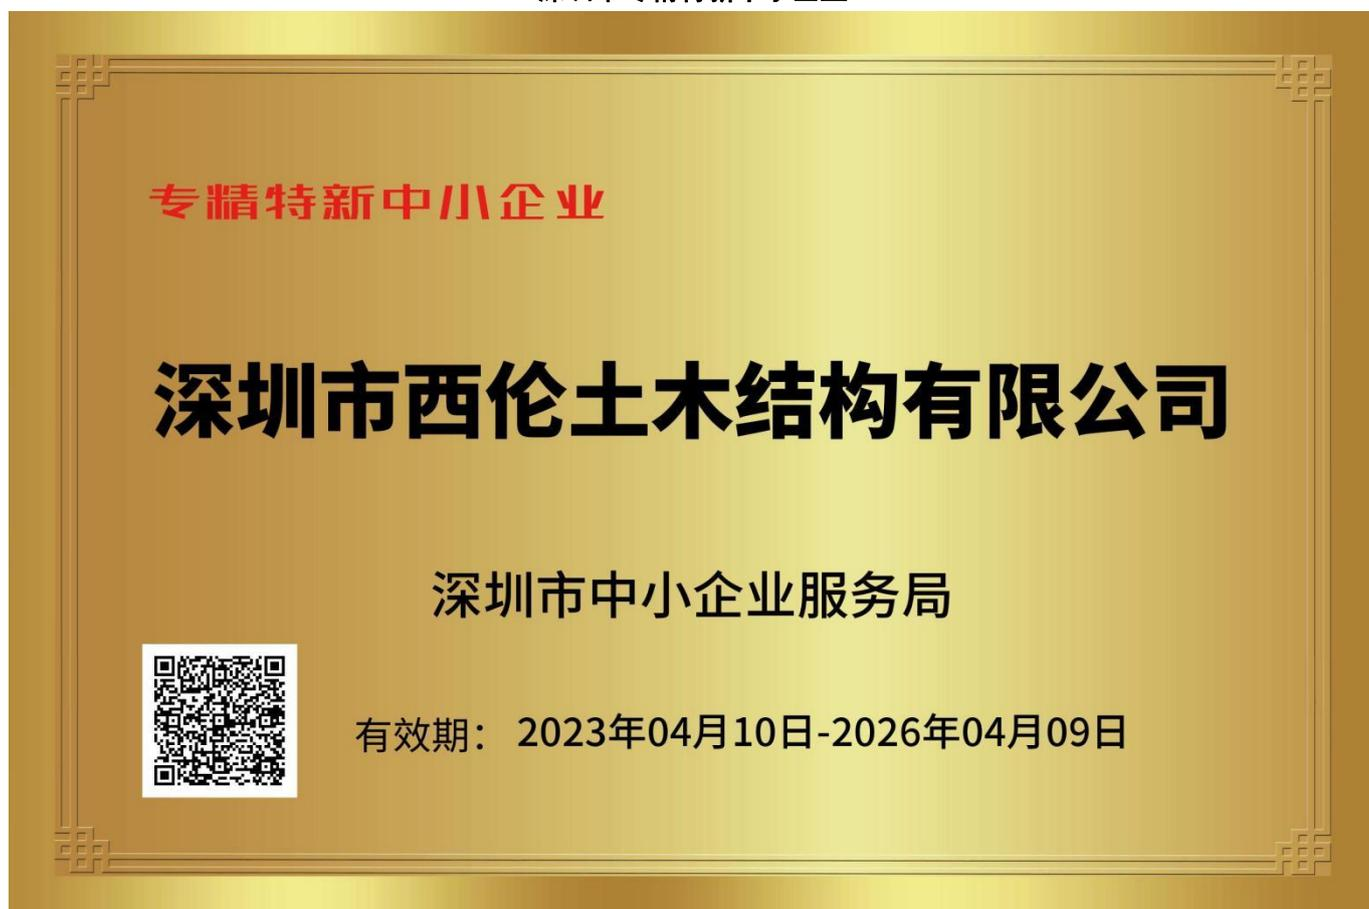 专精特新中小企业
深圳市西伦土木结构有限公司
深圳市中小企业服务局
有效期： 2023年04月10日-2026年04月09日